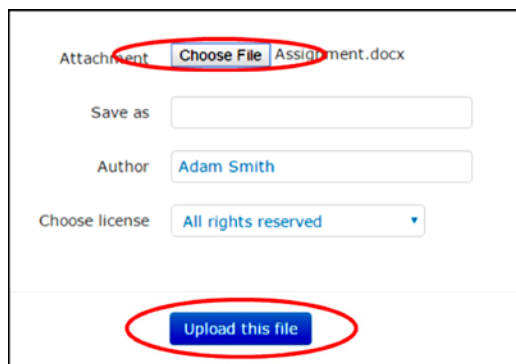 Attachment Choose File Assignment.docx
Save as
Author Adam Smith
Choose license All rights reserved
Upload this file